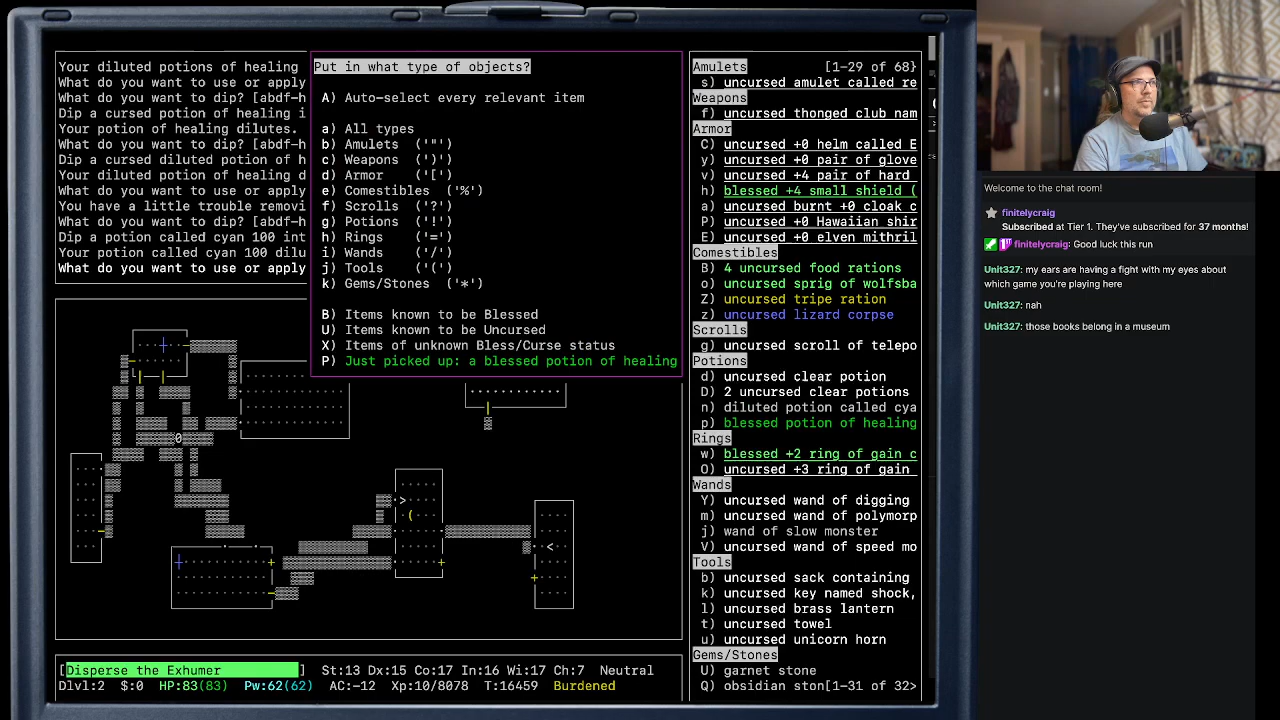 Your diluted potions of healing
What do you want to use or apply
What do you want to dip? [abdf-h
Dip a cursed potion of healing i
Your potion of healing dilutes.
What do you want to dip? [abdf-h
Dip a cursed diluted potion of h
Your diluted potion of healing d
What do you want to use or apply
You have a little trouble removi
What do you want to dip? [abdf-h
Dip a potion called cyan 100 int
Your potion called cyan 100 dilu
What do you want to use or apply
Put in what type of objects?
A) Auto-select every relevant item
a) All types
b) Amulets ('"')
c) Weapons (')')
d) Armor ('[')
e) Comestibles ('%')
f) Scrolls ('?')
g) Potions ('!')
h) Rings ('=')
i) Wands ('/')
j) Tools ('(')
k) Gems/Stones ('*')
B) Items known to be Blessed
U) Items known to be Uncursed
X) Items of unknown Bless/Curse status
P) Just picked up: a blessed potion of healing
Amulets [1-29 of 68}
s) uncursed amulet called re
Weapons
f) uncursed thonged club nam
Armor
C) uncursed +0 helm called E
y) uncursed +0 pair of glove
v) uncursed +4 pair of hard
h) blessed +4 small shield (
a) uncursed burnt +0 cloak c
P) uncursed +0 Hawaiian shir
E) uncursed +0 elven mithril
Comestibles
B) 4 uncursed food rations
o) uncursed sprig of wolfsba
Z) uncursed tripe ration
z) uncursed lizard corpse
Scrolls
g) uncursed scroll of telepo
Potions
d) uncursed clear potion
D) 2 uncursed clear potions
n) diluted potion called cya
p) blessed potion of healing
Rings
w) blessed +2 ring of gain c
O) uncursed +3 ring of gain
Wands
Y) uncursed wand of digging
m) uncursed wand of polymorp
j) wand of slow monster
V) uncursed wand of speed mo
Tools
b) uncursed sack containing
k) uncursed key named shock,
l) uncursed brass lantern
t) uncursed towel
u) uncursed unicorn horn
Gems/Stones
U) garnet stone
Q) obsidian ston[1-31 of 32>
[Disperse the Exhumer ] St:13 Dx:15 Co:17 In:16 Wi:17 Ch:7 Neutral
Dlvl:2 $:0 HP:83(83) Pw:62(62) AC:-12 Xp:10/8078 T:16459 Burdened
Welcome to the chat room!
finitelycraig
Subscribed at Tier 1. They've subscribed for 37 months!
finitelycraig: Good luck this run
Unit327: my ears are having a fight with my eyes about
which game you're playing here
Unit327: nah
Unit327: those books belong in a museum